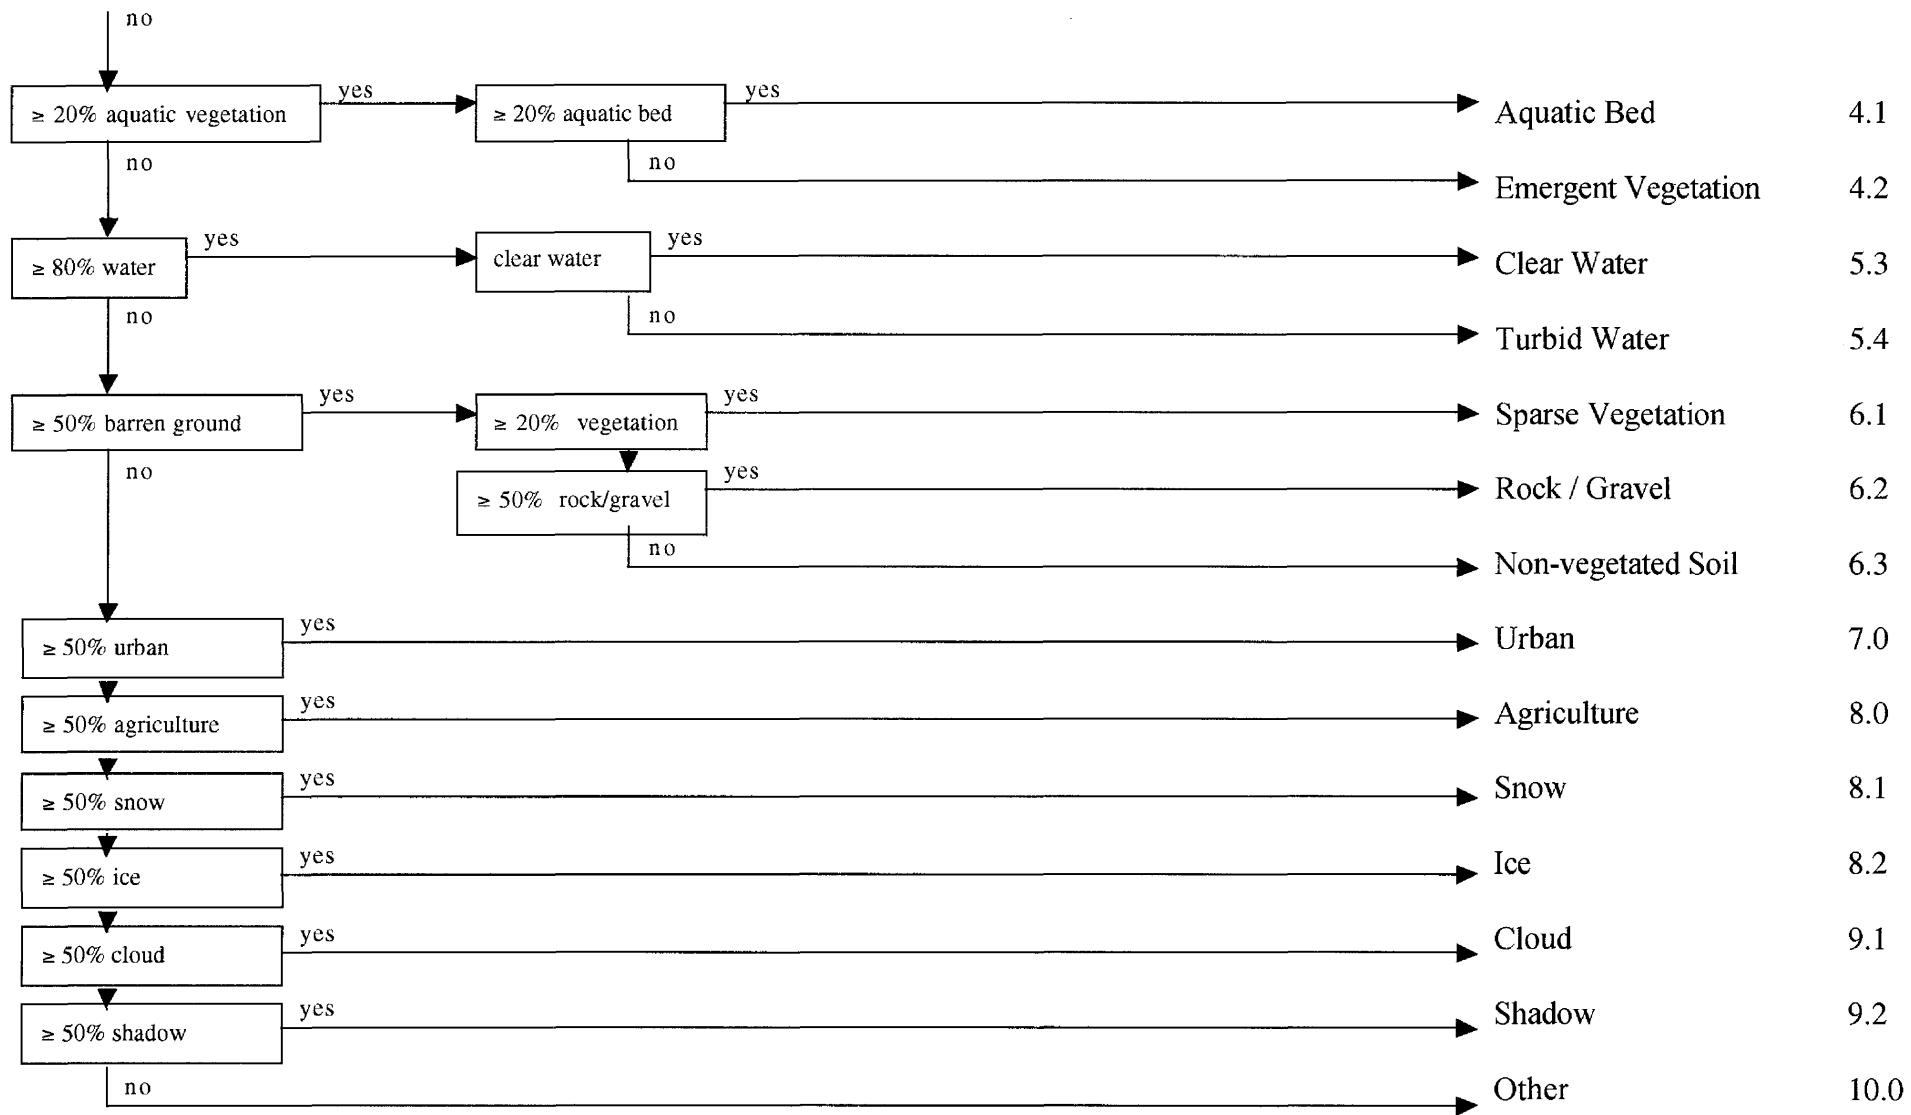 no
≥ 20% aquatic vegetation yes ≥ 20% aquatic bed yes Aquatic Bed 4.1
no no Emergent Vegetation 4.2
≥ 80% water yes clear water yes Clear Water 5.3
no no Turbid Water 5.4
≥ 50% barren ground yes ≥ 20% vegetation yes Sparse Vegetation 6.1
no ≥ 50% rock/gravel yes Rock / Gravel 6.2
no Non-vegetated Soil 6.3
≥ 50% urban yes Urban 7.0
≥ 50% agriculture yes Agriculture 8.0
≥ 50% snow yes Snow 8.1
≥ 50% ice yes Ice 8.2
≥ 50% cloud yes Cloud 9.1
≥ 50% shadow yes Shadow 9.2
no Other 10.0